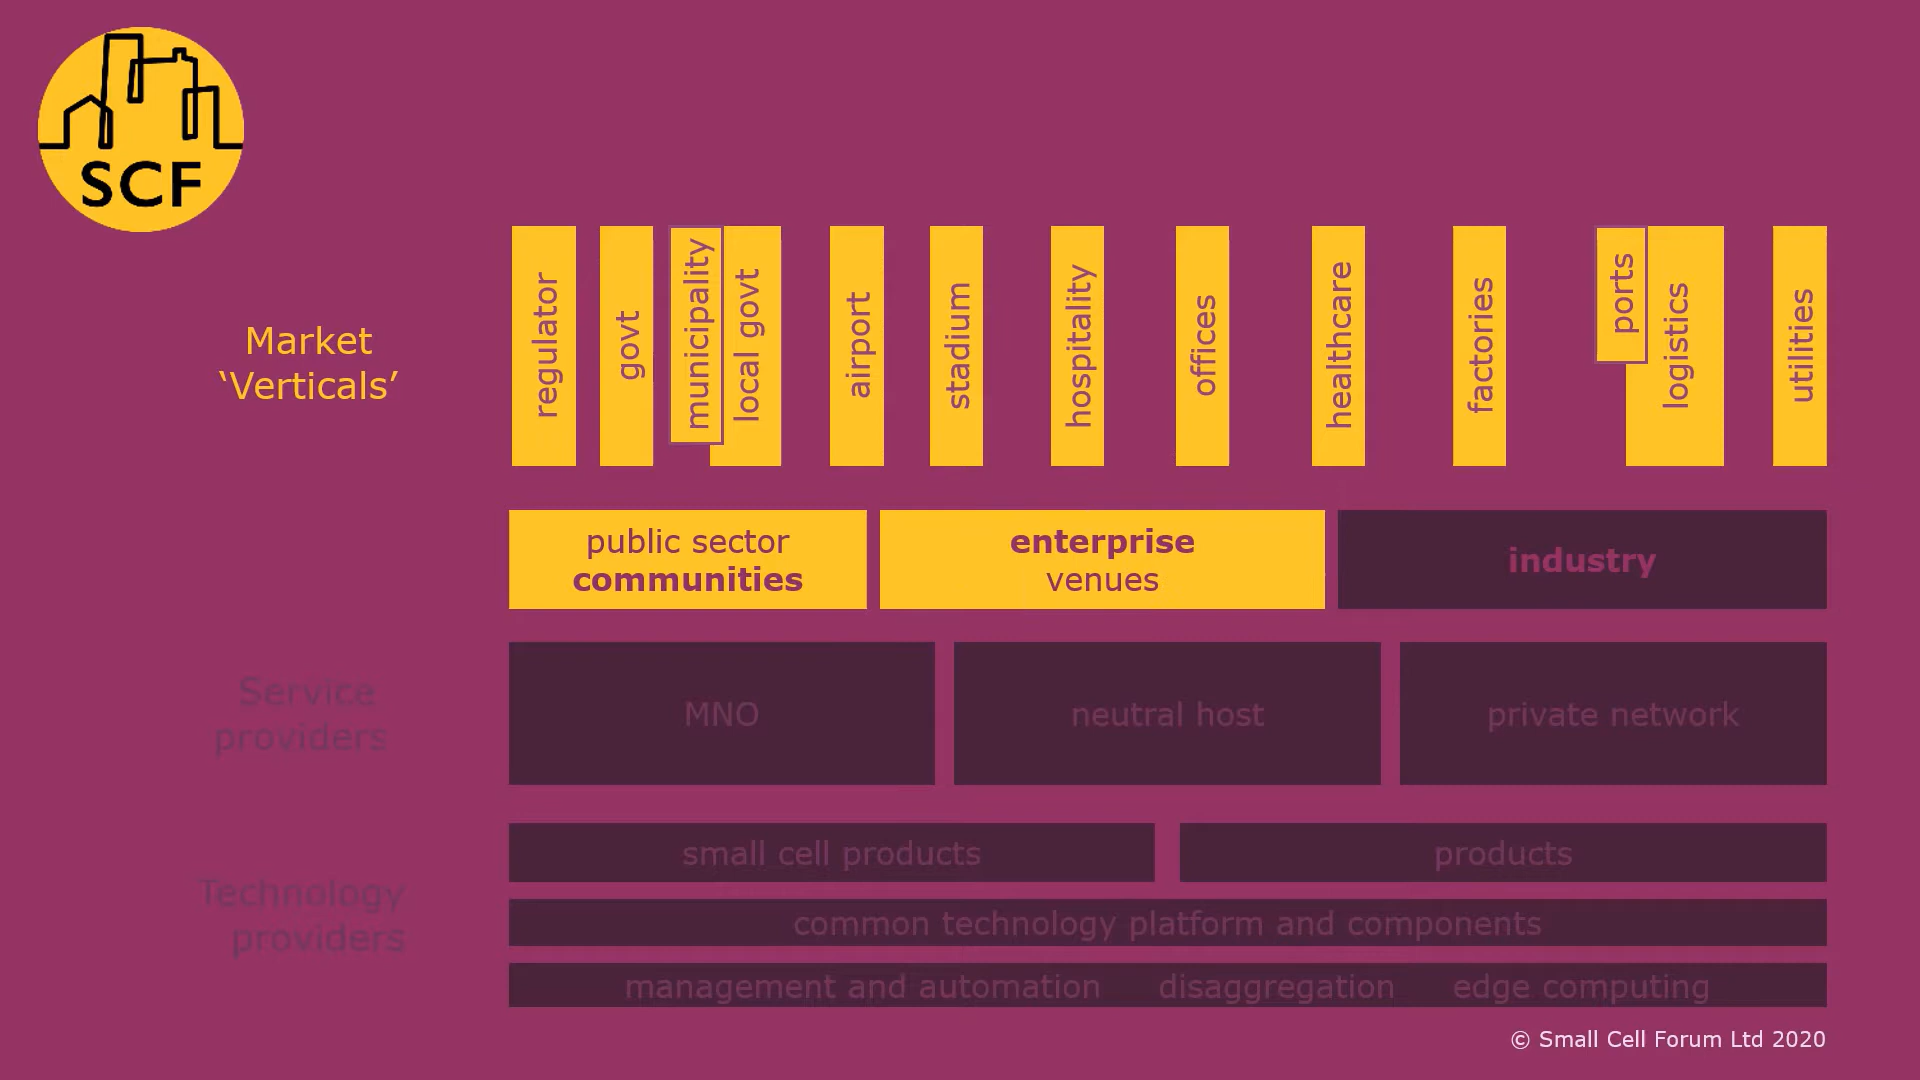 SCF
regulator
govt
municipality
local govt
airport
stadium
hospitality
offices
healthcare
factories
ports
logistics
utilities
Market
‘Verticals’
public sector
communities
enterprise
venues
industry
Service
providers
MNO
neutral host
private network
small cell products
products
Technology
providers
common technology platform and components
management and automation disaggregation edge computing
© Small Cell Forum Ltd 2020